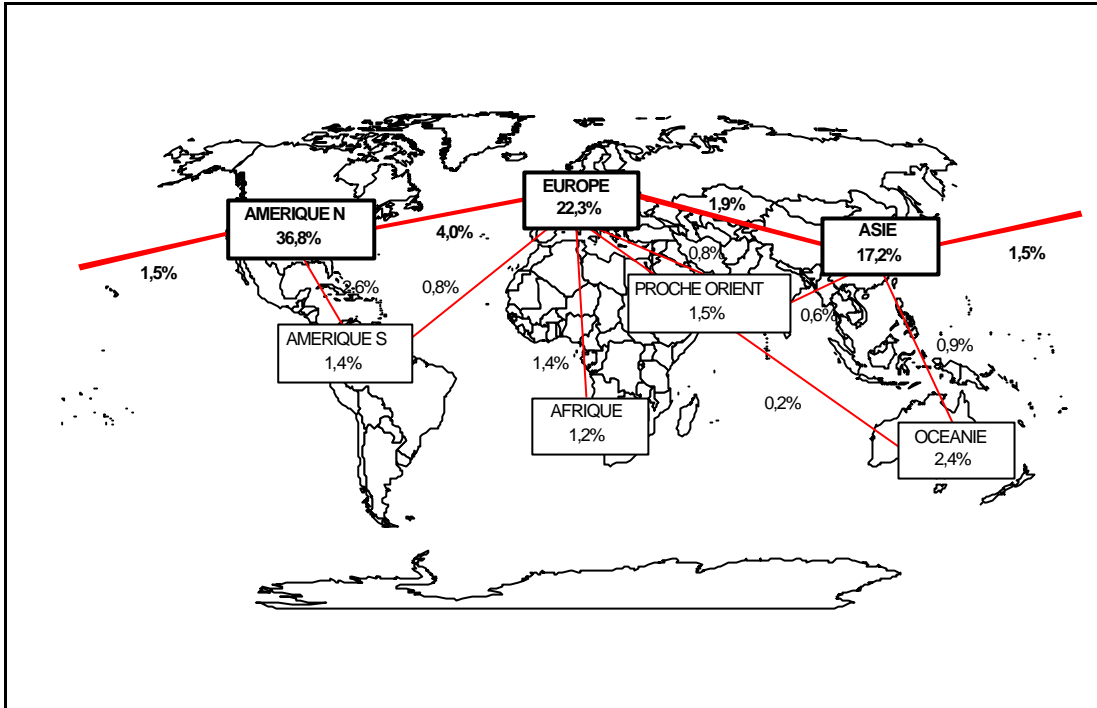 EUROPE
22,3%
AMERIQUE N
36,8%
4,0%
1,9%
ASIE
17,2%
1,5%
1,5%
2,6%
0,8%
0,8%
PROCHE ORIENT
1,5%
0,6%
AMERIQUE S
1,4%
1,4%
0,9%
0,2%
AFRIQUE
1,2%
OCEANIE
2,4%